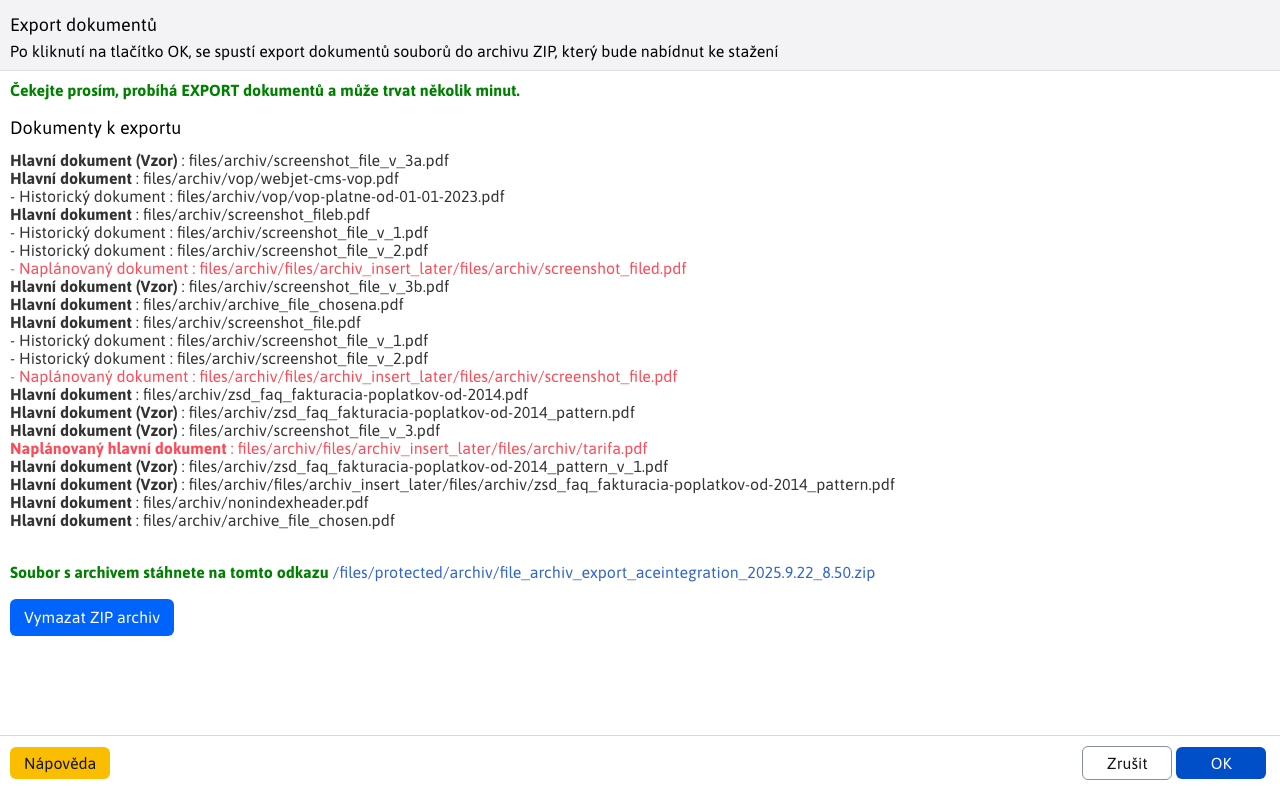 Export dokumentů
Po kliknutí na tlačítko OK, se spustí export dokumentů souborů do archivu ZIP, který bude nabídnut ke stažení
Čekejte prosím, probíhá EXPORT dokumentů a může trvat několik minut.
Dokumenty k exportu
Hlavní dokument (Vzor) : files/archiv/screenshot_file_v_3a.pdf
Hlavní dokument : files/archiv/vop/webjet-cms-vop.pdf
- Historický dokument : files/archiv/vop/vop-platne-od-01-01-2023.pdf
Hlavní dokument : files/archiv/screenshot_fileb.pdf
- Historický dokument : files/archiv/screenshot_file_v_1.pdf
- Historický dokument : files/archiv/screenshot_file_v_2.pdf
- Naplánovaný dokument : files/archiv/files/archiv_insert_later/files/archiv/screenshot_filed.pdf
Hlavní dokument (Vzor) : files/archiv/screenshot_file_v_3b.pdf
Hlavní dokument : files/archiv/archive_file_chosena.pdf
Hlavní dokument : files/archiv/screenshot_file.pdf
- Historický dokument : files/archiv/screenshot_file_v_1.pdf
- Historický dokument : files/archiv/screenshot_file_v_2.pdf
- Naplánovaný dokument : files/archiv/files/archiv_insert_later/files/archiv/screenshot_file.pdf
Hlavní dokument : files/archiv/zsd_faq_fakturacia-poplatkov-od-2014.pdf
Hlavní dokument (Vzor) : files/archiv/zsd_faq_fakturacia-poplatkov-od-2014_pattern.pdf
Hlavní dokument (Vzor) : files/archiv/screenshot_file_v_3.pdf
Naplánovaný hlavní dokument : files/archiv/files/archiv_insert_later/files/archiv/tarifa.pdf
Hlavní dokument (Vzor) : files/archiv/zsd_faq_fakturacia-poplatkov-od-2014_pattern_v_1.pdf
Hlavní dokument (Vzor) : files/archiv/files/archiv_insert_later/files/archiv/zsd_faq_fakturacia-poplatkov-od-2014_pattern.pdf
Hlavní dokument : files/archiv/nonindexheader.pdf
Hlavní dokument : files/archiv/archive_file_chosen.pdf
Soubor s archivem stáhnete na tomto odkazu /files/protected/archiv/file_archiv_export_aceintegration_2025.9.22_8.50.zip
Vymazat ZIP archiv
Nápověda
Zrušit
OK